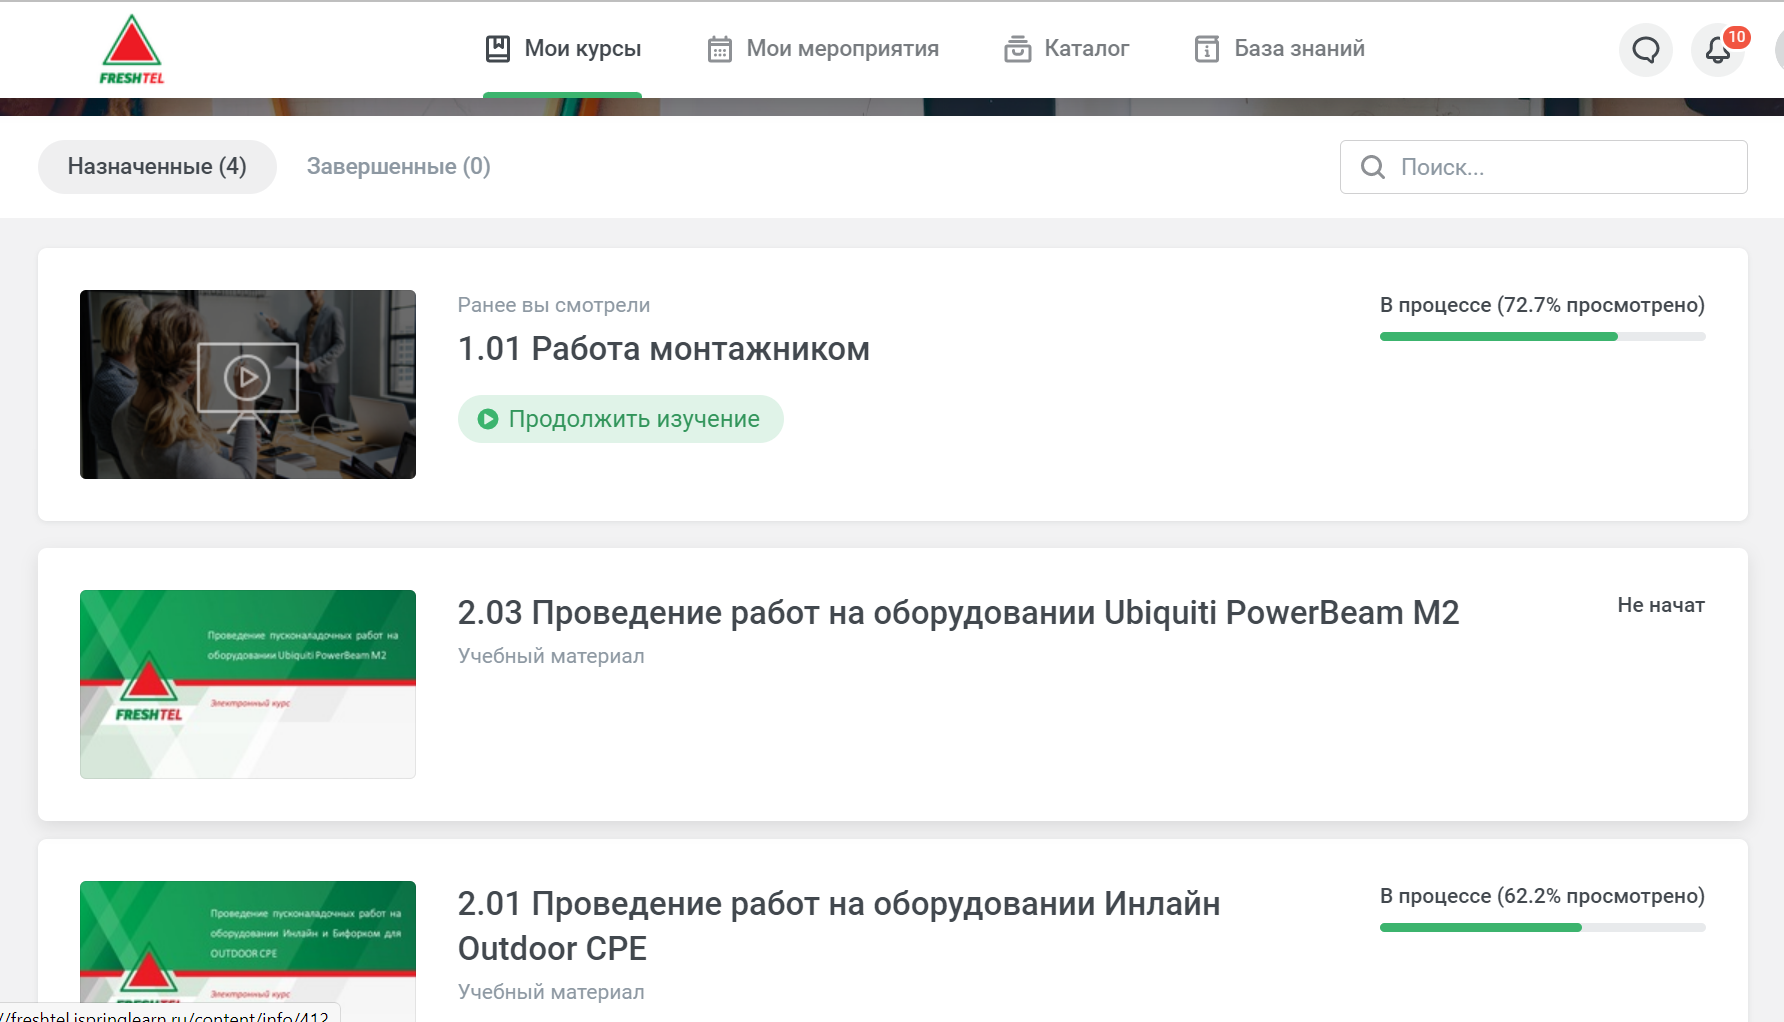 FRESHTEL
Мои курсы
Мои мероприятия
Каталог
База знаний
10
Назначенные (4)
Завершенные (0)
Поиск...
Ранее вы смотрели
1.01 Работа монтажником
Продолжить изучение
В процессе (72.7% просмотрено)
Проведение пусконаладочных работ на
оборудовании Ubiquiti PowerBeam M2
Электронный курс
FRESHTEL
2.03 Проведение работ на оборудовании Ubiquiti PowerBeam M2
Учебный материал
Не начат
Проведение пусконаладочных работ на
оборудовании Инлайн и Бифорком для
OUTDOOR CPE
Электронный курс
FRESHTEL
2.01 Проведение работ на оборудовании Инлайн
Outdoor CPE
Учебный материал
В процессе (62.2% просмотрено)
//freshtel.ispringlearn.ru/content/info/412